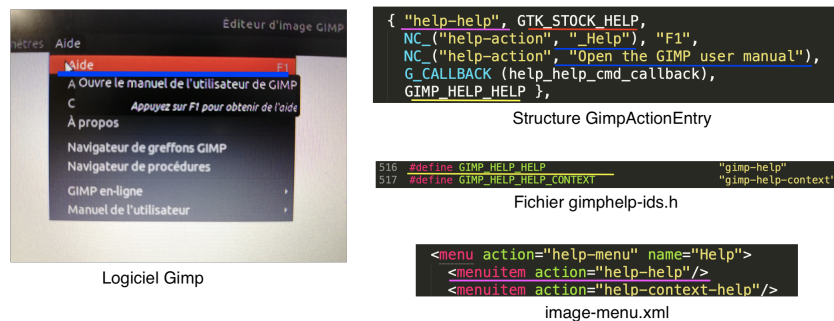 Éditeur d'image GIMP
nêtres Aide
Aide F1
A Ouvre le manuel de l'utilisateur de GIMP
C Appuyez sur F1 pour obtenir de l'aide
À propos
Navigateur de greffons GIMP
Navigateur de procédures
GIMP en-ligne
Manuel de l'utilisateur
Logiciel Gimp
{ "help-help", GTK_STOCK_HELP,
NC_("help-action", "_Help"), "F1",
NC_("help-action", "Open the GIMP user manual"),
G_CALLBACK (help_help_cmd_callback),
GIMP_HELP_HELP },
Structure GimpActionEntry
516 #define GIMP_HELP_HELP "gimp-help"
517 #define GIMP_HELP_HELP_CONTEXT "gimp-help-context"
Fichier gimphelp-ids.h
<menu action="help-menu" name="Help">
<menuitem action="help-help"/>
<menuitem action="help-context-help"/>
image-menu.xml